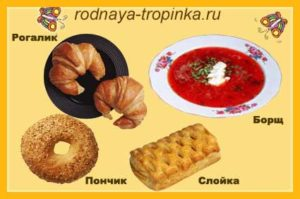 rodnaya-tropinka.ru
Рогалик
Борщ
Пончик
Слойка